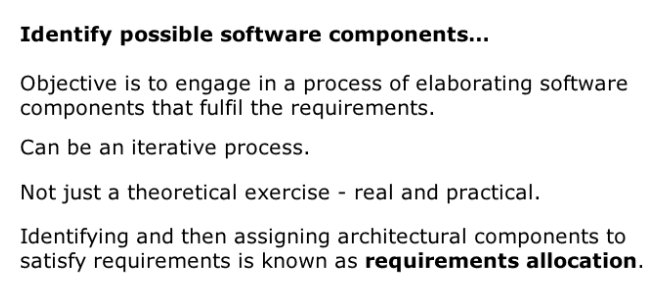 Identify possible software components...
Objective is to engage in a process of elaborating software
components that fulfil the requirements.
Can be an iterative process.
Not just a theoretical exercise - real and practical.
Identifying and then assigning architectural components to
satisfy requirements is known as requirements allocation.